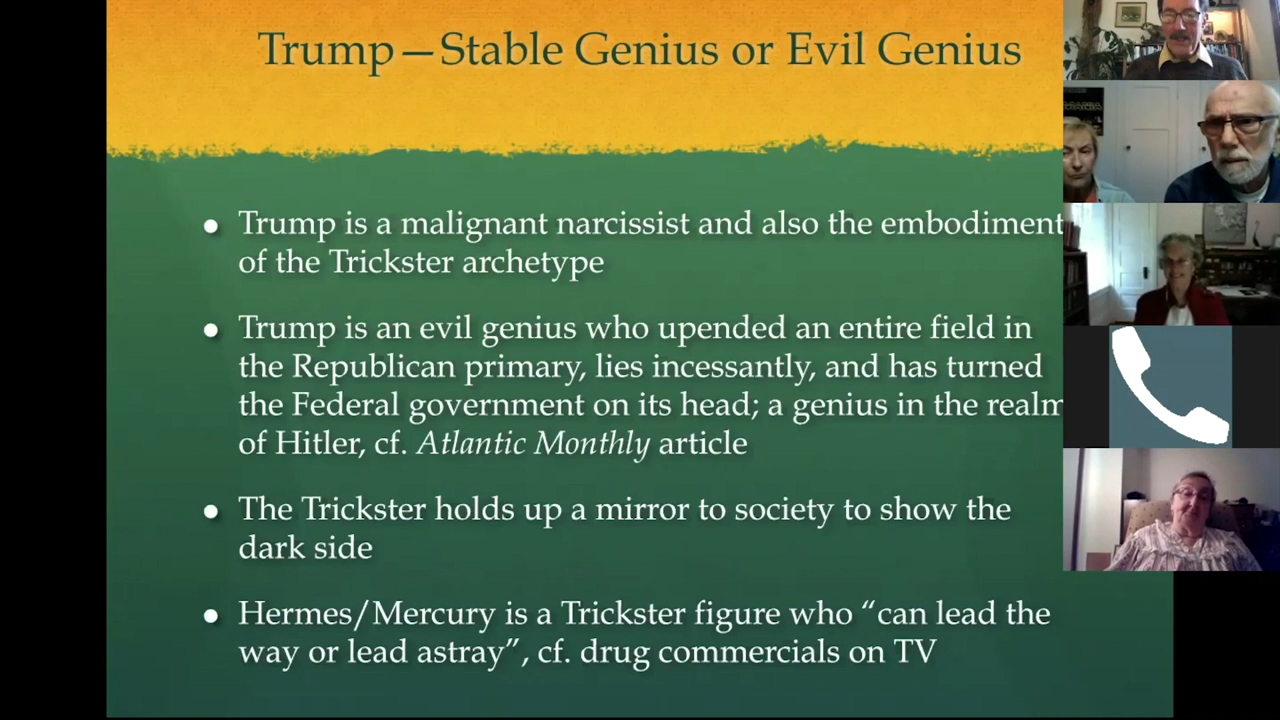 Trump—Stable Genius or Evil Genius
• Trump is a malignant narcissist and also the embodiment
of the Trickster archetype
• Trump is an evil genius who upended an entire field in
the Republican primary, lies incessantly, and has turned
the Federal government on its head; a genius in the realm
of Hitler, cf. Atlantic Monthly article
• The Trickster holds up a mirror to society to show the
dark side
• Hermes/Mercury is a Trickster figure who “can lead the
way or lead astray”, cf. drug commercials on TV